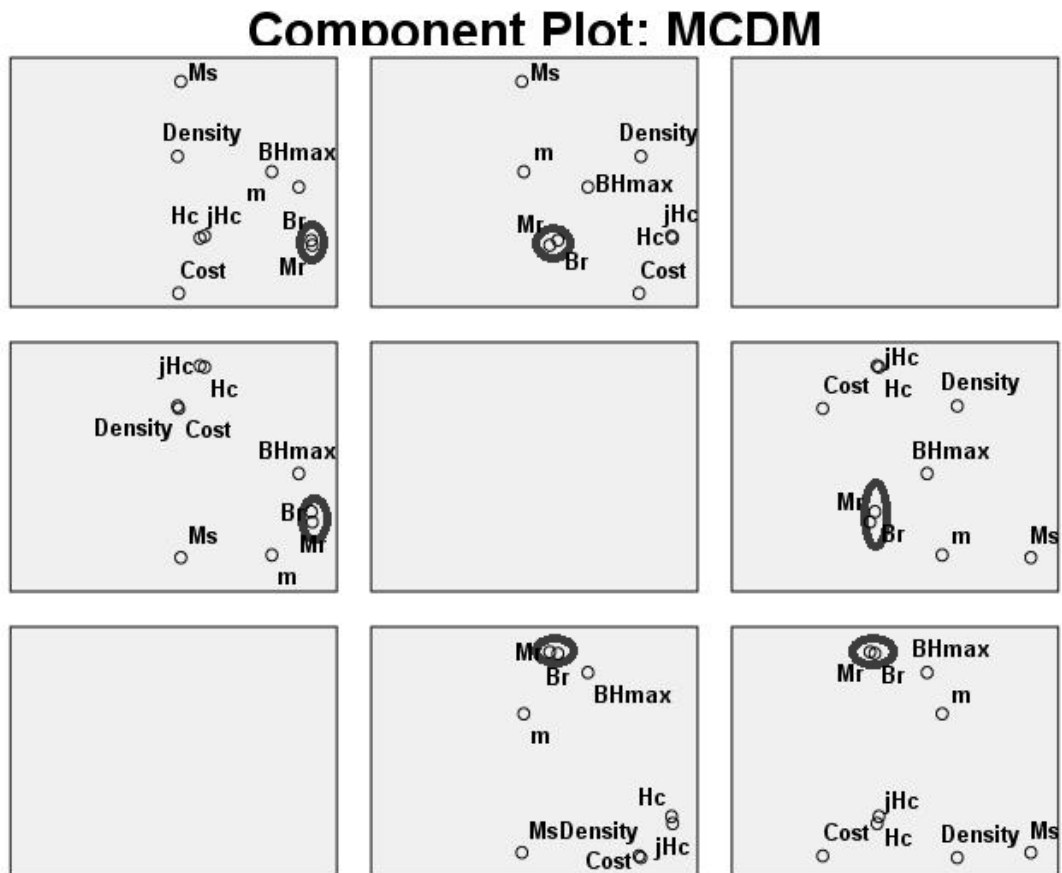 Component Plot: MCDM
Ms
Density
BHmax
m
Hc jHc
Br
Mr
Cost
Ms
Density
m
BHmax
jHc
Mr
Hc
Br
Cost
jHc
Hc
Density Cost
BHmax
Br
Mr
Ms
m
jHc
Cost Hc Density
BHmax
Mr
Br
m Ms
Mr
Br
BHmax
m
Hc
MsDensity
jHc
Cost
BHmax
Mr Br
m
jHc
Cost Hc Density Ms